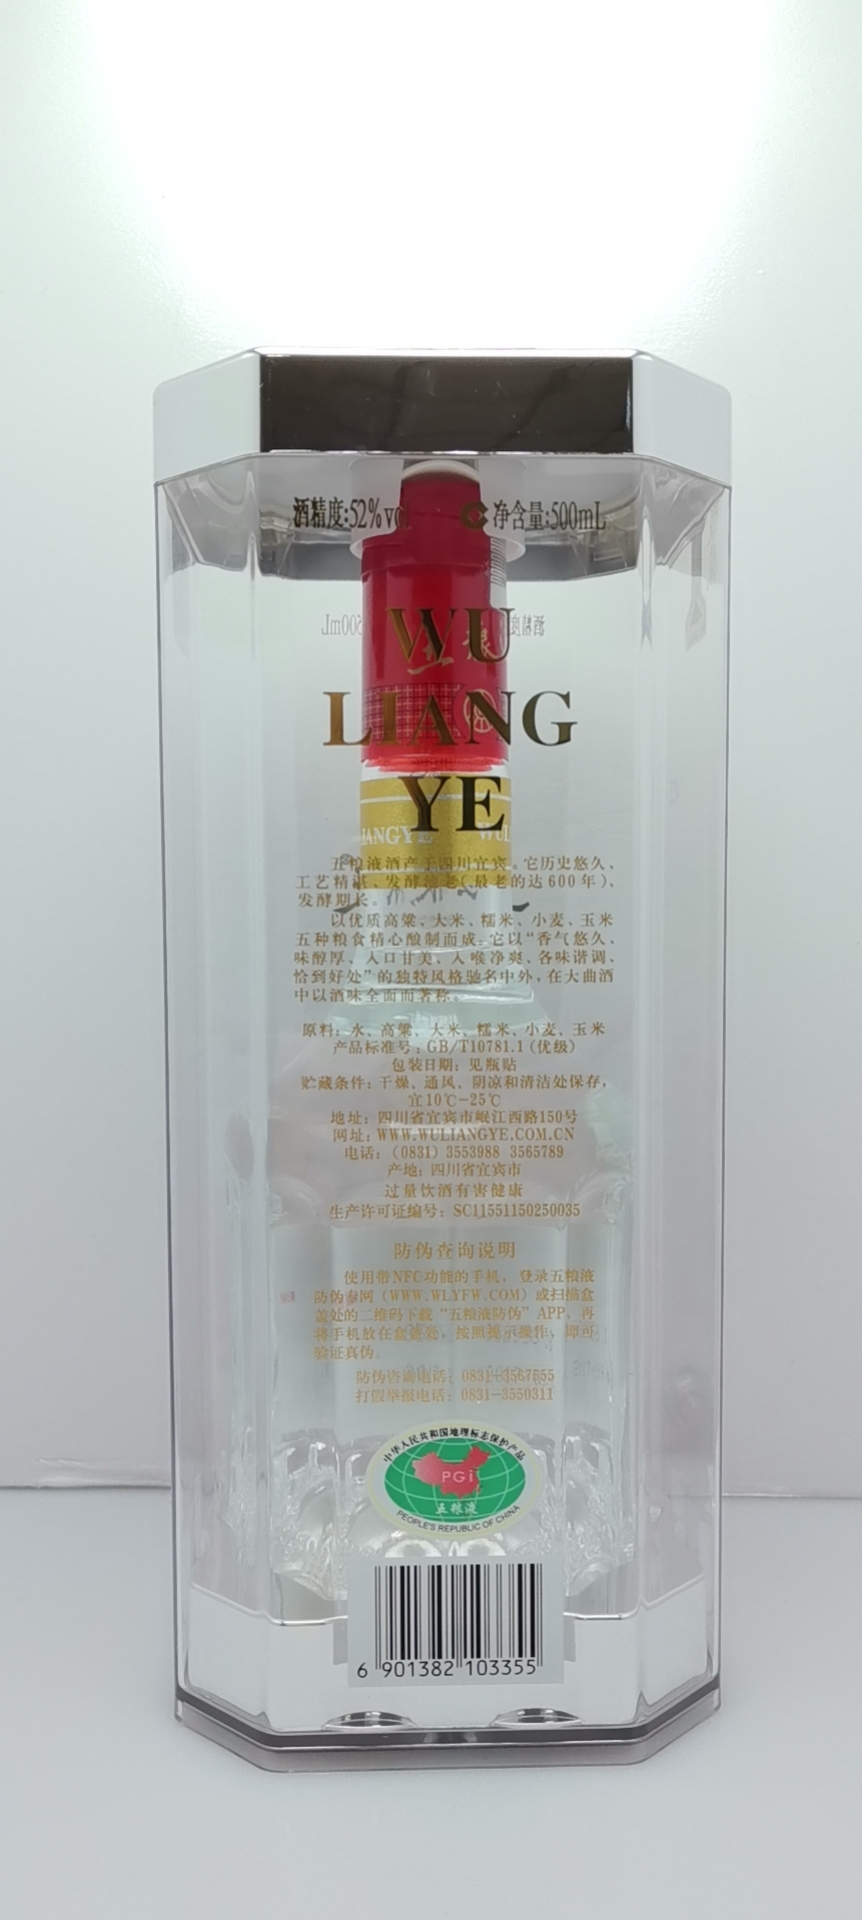 酒精度:52%vol
C 净含量:500mL
WU
LIANG
YE
五粮液酒产于四川宜宾。它历史悠久、
工艺精湛、发酵池老(最老的达600年)、
发酵期长。
以优质高粱、大米、糯米、小麦、玉米
五种粮食精心酿制而成。它以“香气悠久、
味醇厚、入口甘美、入喉净爽、各味谐调、
恰到好处”的独特风格驰名中外,在大曲酒
中以酒味全面而著称。
原料:水、高粱、大米、糯米、小麦、玉米
产品标准号:GB/T10781.1(优级)
包装日期:见瓶贴
贮藏条件:干燥、通风、阴凉和清洁处保存,
宜10℃-25℃
地址:四川省宜宾市岷江西路150号
网址:WWW.WULIANGYE.COM.CN
电话:(0831)3553988 3565789
产地:四川省宜宾市
过量饮酒有害健康
生产许可证编号:SC11551150250035
防伪查询说明
使用带NFC功能的手机,登录五粮液
防伪专网(WWW.WLYFW.COM)或扫描盒
盖处的二维码下载“五粮液防伪”APP,再
将手机放在盒盖处,按照提示操作,即可
验证真伪。
防伪咨询电话:0831-3567555
打假举报电话:0831-3550311
中华人民共和国地理标志保护产品
PGi
五粮液
PEOPLE'S REPUBLIC OF CHINA
6 901382 103355